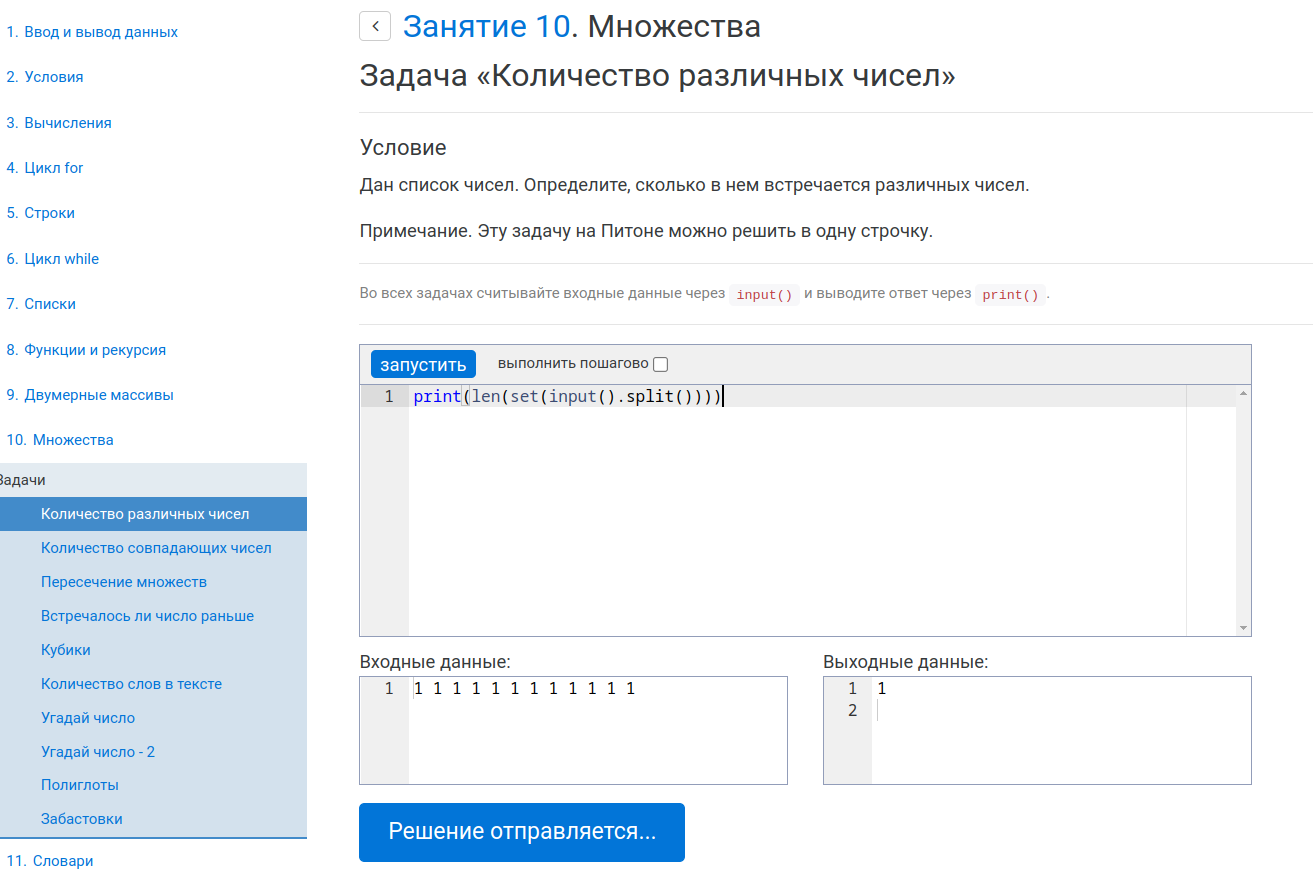 1. Ввод и вывод данных
2. Условия
3. Вычисления
4. Цикл for
5. Строки
6. Цикл while
7. Списки
8. Функции и рекурсия
9. Двумерные массивы
10. Множества
Задачи
Количество различных чисел
Количество совпадающих чисел
Пересечение множеств
Встречалось ли число раньше
Кубики
Количество слов в тексте
Угадай число
Угадай число - 2
Полиглоты
Забастовки
11. Словари
Занятие 10. Множества
Задача «Количество различных чисел»
Условие
Дан список чисел. Определите, сколько в нем встречается различных чисел.
Примечание. Эту задачу на Питоне можно решить в одну строчку.
Во всех задачах считывайте входные данные через input() и выводите ответ через print() .
запустить выполнить пошагово
1 print(len(set(input().split())))
Входные данные:
1 1 1 1 1 1 1 1 1 1 1 1 1
Выходные данные:
1 1
2
Решение отправляется...